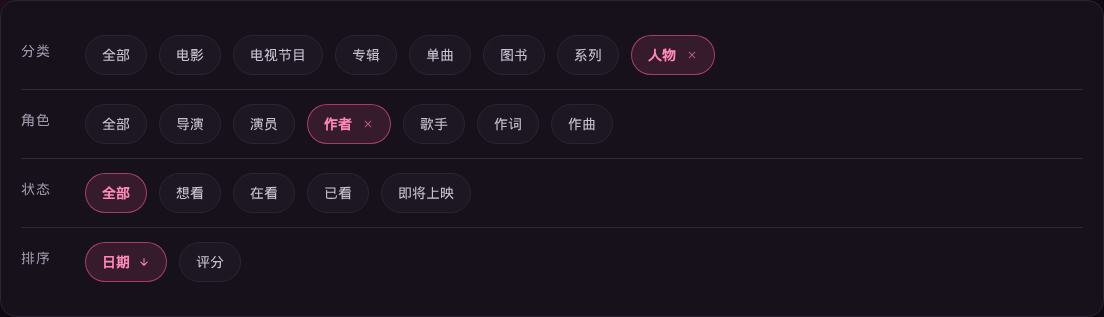 分类 全部 电影 电视节目 专辑 单曲 图书 系列 人物 ×
角色 全部 导演 演员 作者 × 歌手 作词 作曲
状态 全部 想看 在看 已看 即将上映
排序 日期 ↓ 评分